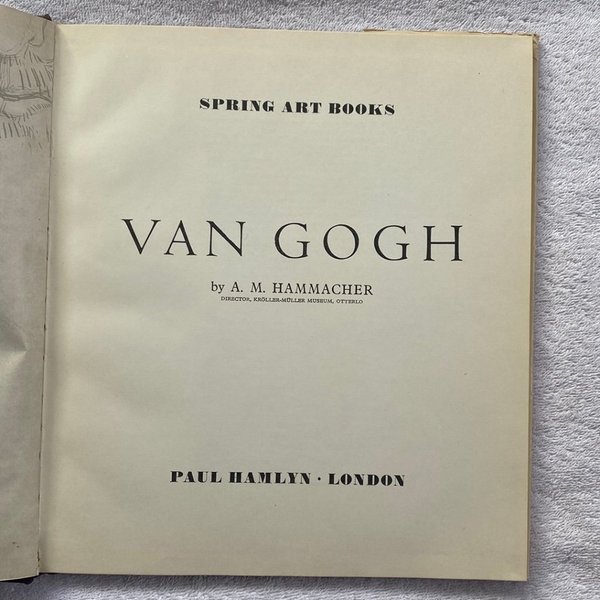 SPRING ART BOOKS
VAN GOGH
by A. M. HAMMACHER
DIRECTOR, KRÖLLER-MÜLLER MUSEUM, OTTERLO
PAUL HAMLYN · LONDON